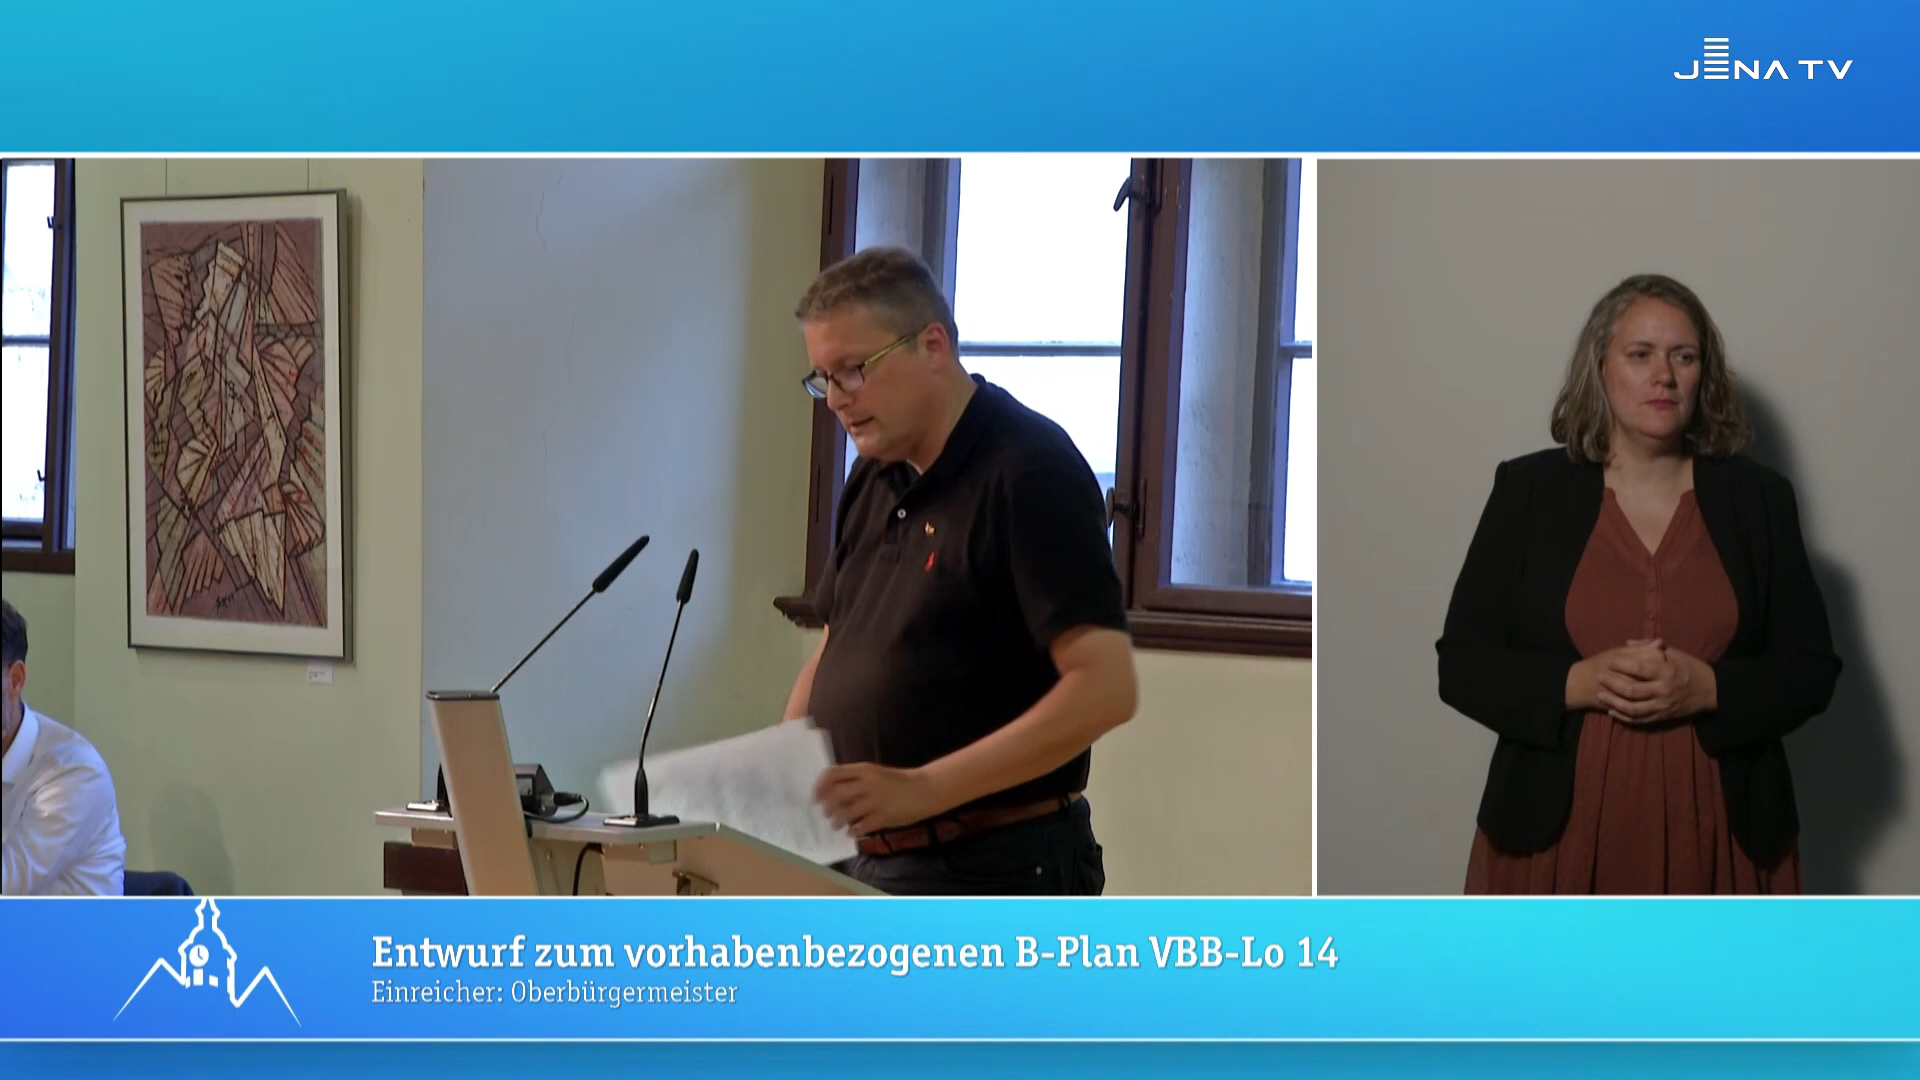 JENA TV
Entwurf zum vorhabenbezogenen B-Plan VBB-Lo 14
Einreicher: Oberbürgermeister